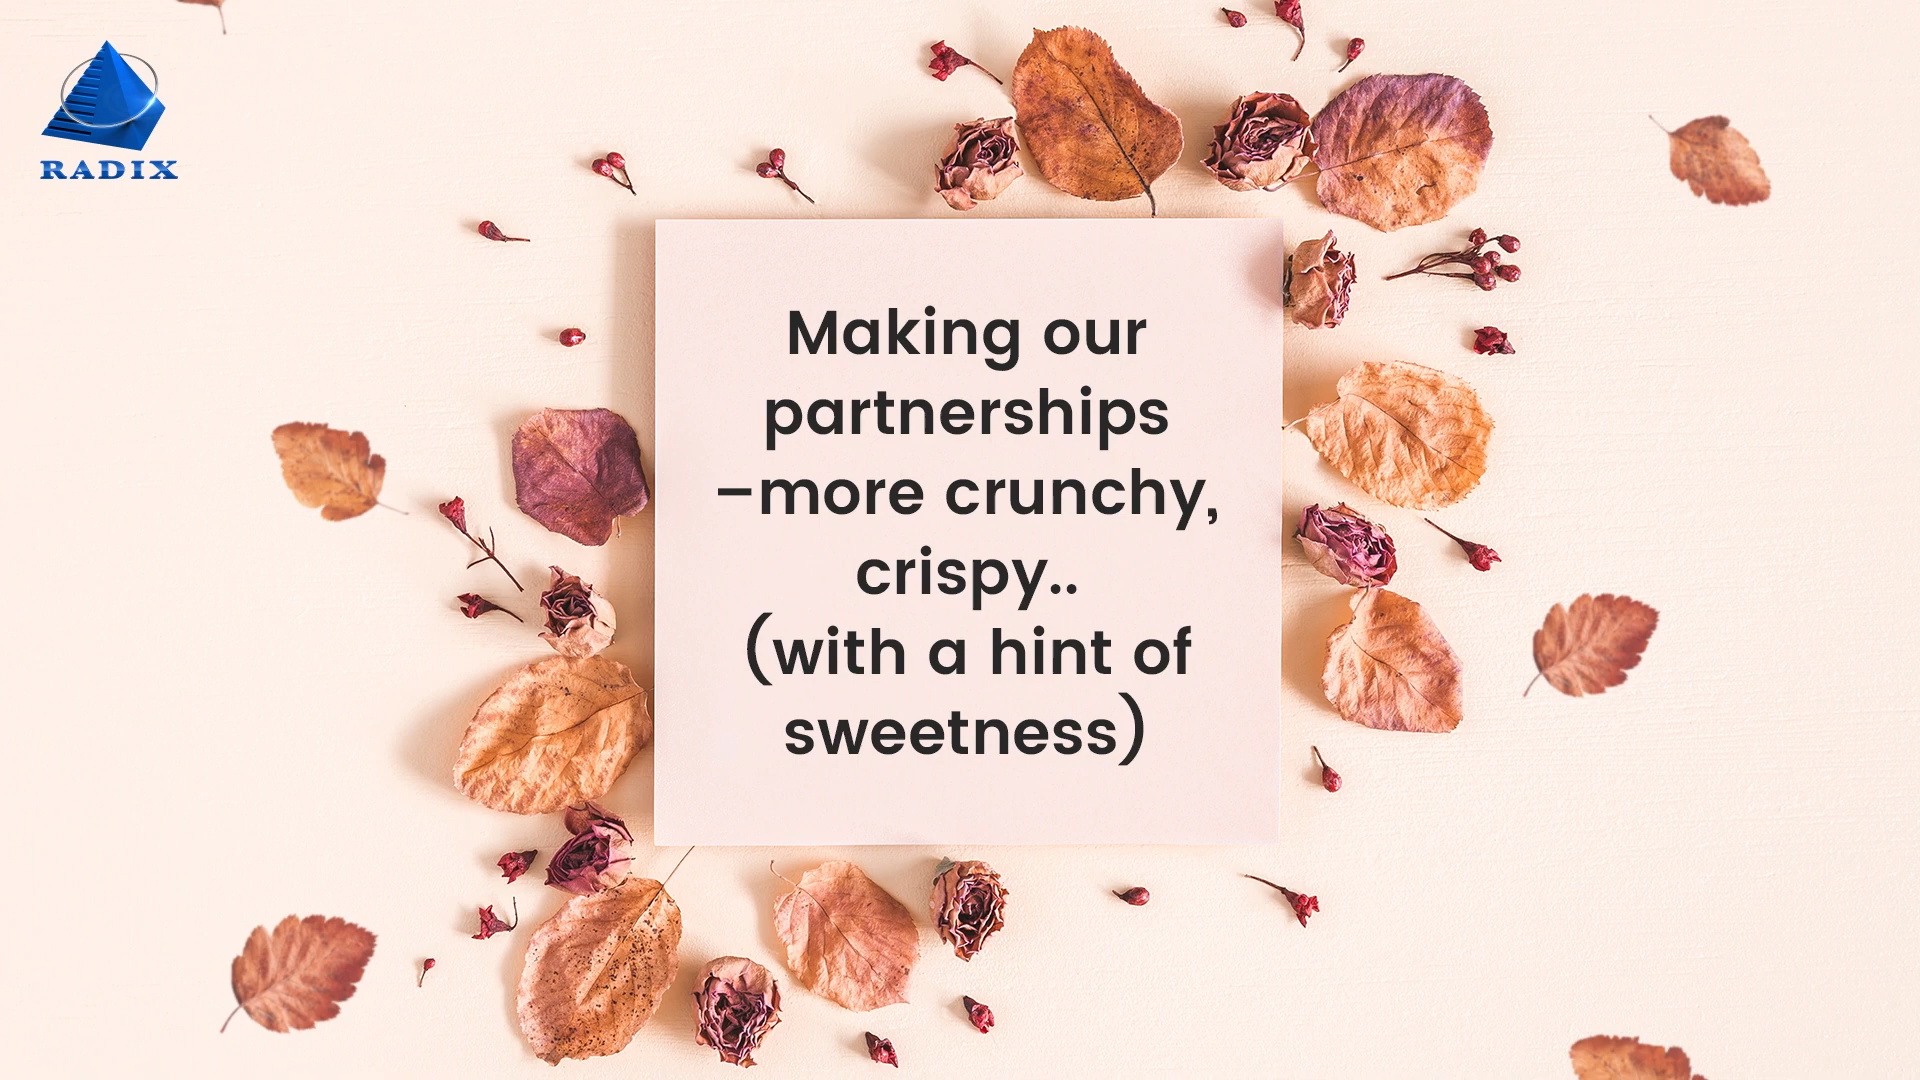 RADIX
Making our
partnerships
–more crunchy,
crispy..
(with a hint of
sweetness)